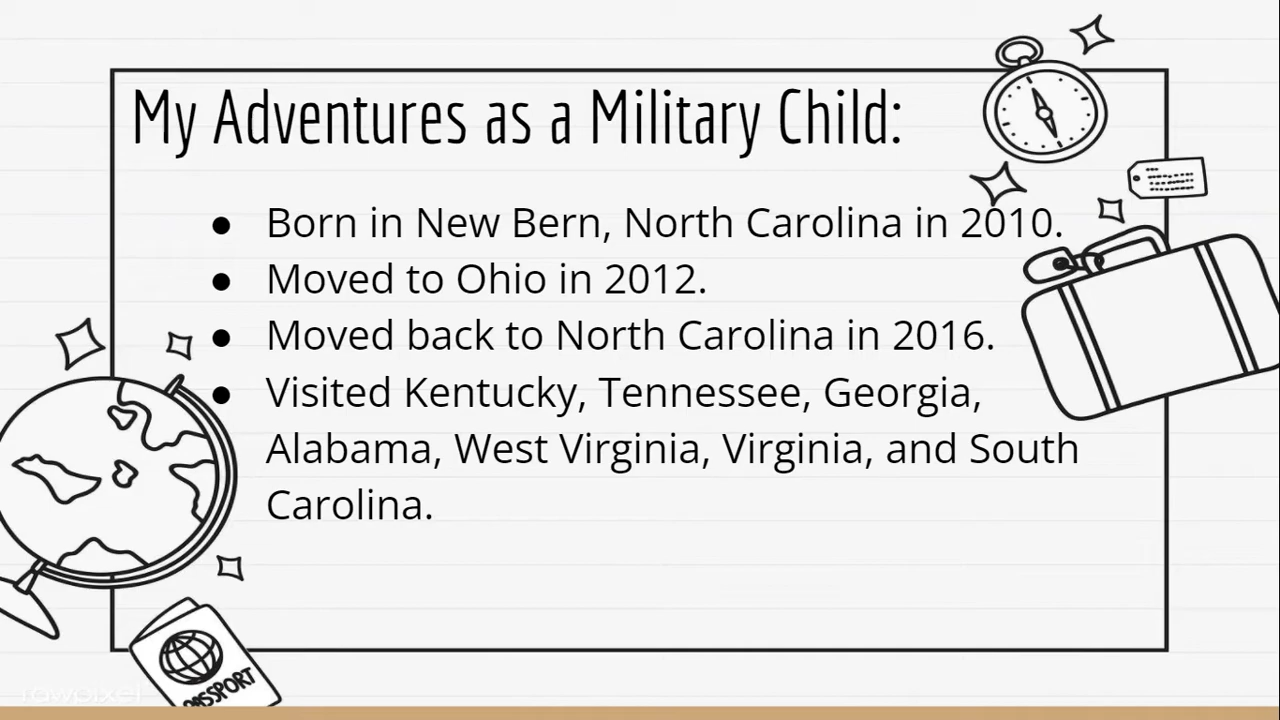 My Adventures as a Military Child:
● Born in New Bern, North Carolina in 2010.
● Moved to Ohio in 2012.
● Moved back to North Carolina in 2016.
● Visited Kentucky, Tennessee, Georgia,
Alabama, West Virginia, Virginia, and South
Carolina.
PASSPORT
rawpixel